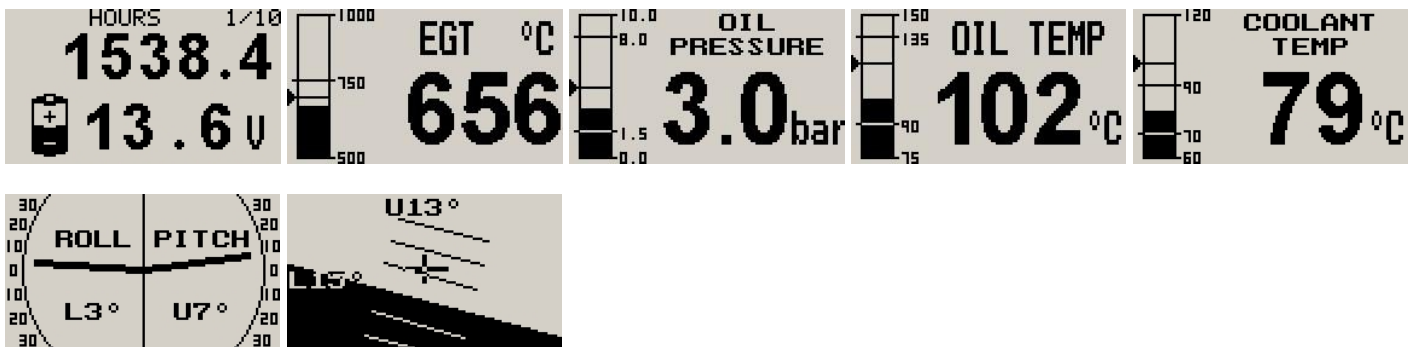 HOURS 1/10
1538.4
+
13.6 V
1000
750
500
EGT °C
656
10.0
8.0
1.5
0.0
OIL
PRESSURE
3.0 bar
150
135
90
75
OIL TEMP
102 °C
120
90
70
60
COOLANT
TEMP
79 °C
30 30
20 20
10 ROLL PITCH 10
0 0
10 10
20 L3° U7° 20
30 30
U13°